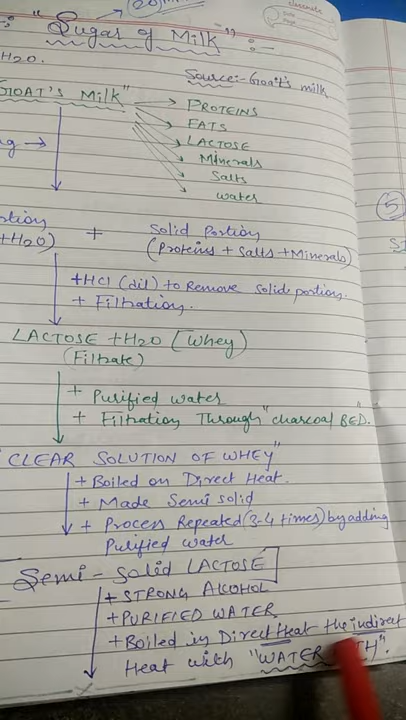 "Sugar of Milk" :-
H2O.
Source:- Goat's milk
GOAT'S MILK"
PROTEINS
FATS
LACTOSE
Minerals
Salts
water
+ Solid Portion
+H2O) (Proteins + Salts + Minerals)
+HCl (dil) to Remove solid portion.
+ Filtration.
LACTOSE + H2O [Whey]
(Filtrate)
+ Purified water
+ Filtration Through "charcoal BED.
"CLEAR SOLUTION OF WHEY"
+ Boiled on Direct Heat.
+ Made Semi solid
+ Process Repeated (3-4 times) by adding
Purified water
Semi-Solid LACTOSE
+ STRONG ALCOHOL
+ PURIFIED WATER
+ Boiled in Direct Heat the indirect
Heat with "WATER
5